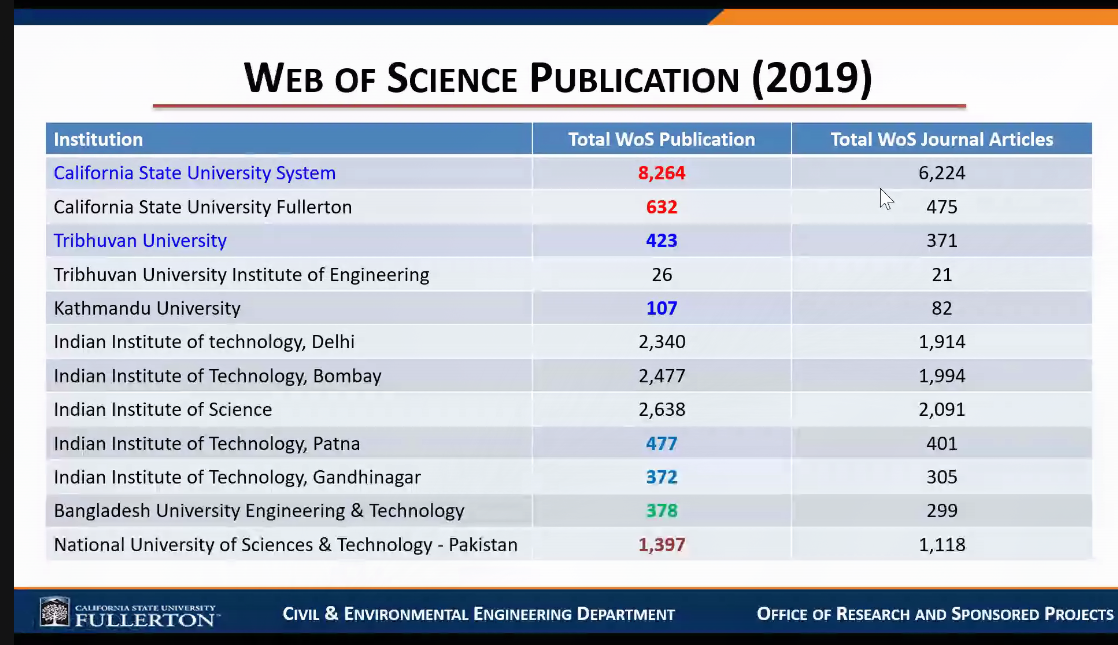 WEB OF SCIENCE PUBLICATION (2019)
Institution Total WoS Publication Total WoS Journal Articles
California State University System 8,264 6,224
California State University Fullerton 632 475
Tribhuvan University 423 371
Tribhuvan University Institute of Engineering 26 21
Kathmandu University 107 82
Indian Institute of technology, Delhi 2,340 1,914
Indian Institute of Technology, Bombay 2,477 1,994
Indian Institute of Science 2,638 2,091
Indian Institute of Technology, Patna 477 401
Indian Institute of Technology, Gandhinagar 372 305
Bangladesh University Engineering & Technology 378 299
National University of Sciences & Technology - Pakistan 1,397 1,118
CALIFORNIA STATE UNIVERSITY
FULLERTON™
CIVIL & ENVIRONMENTAL ENGINEERING DEPARTMENT
OFFICE OF RESEARCH AND SPONSORED PROJECTS